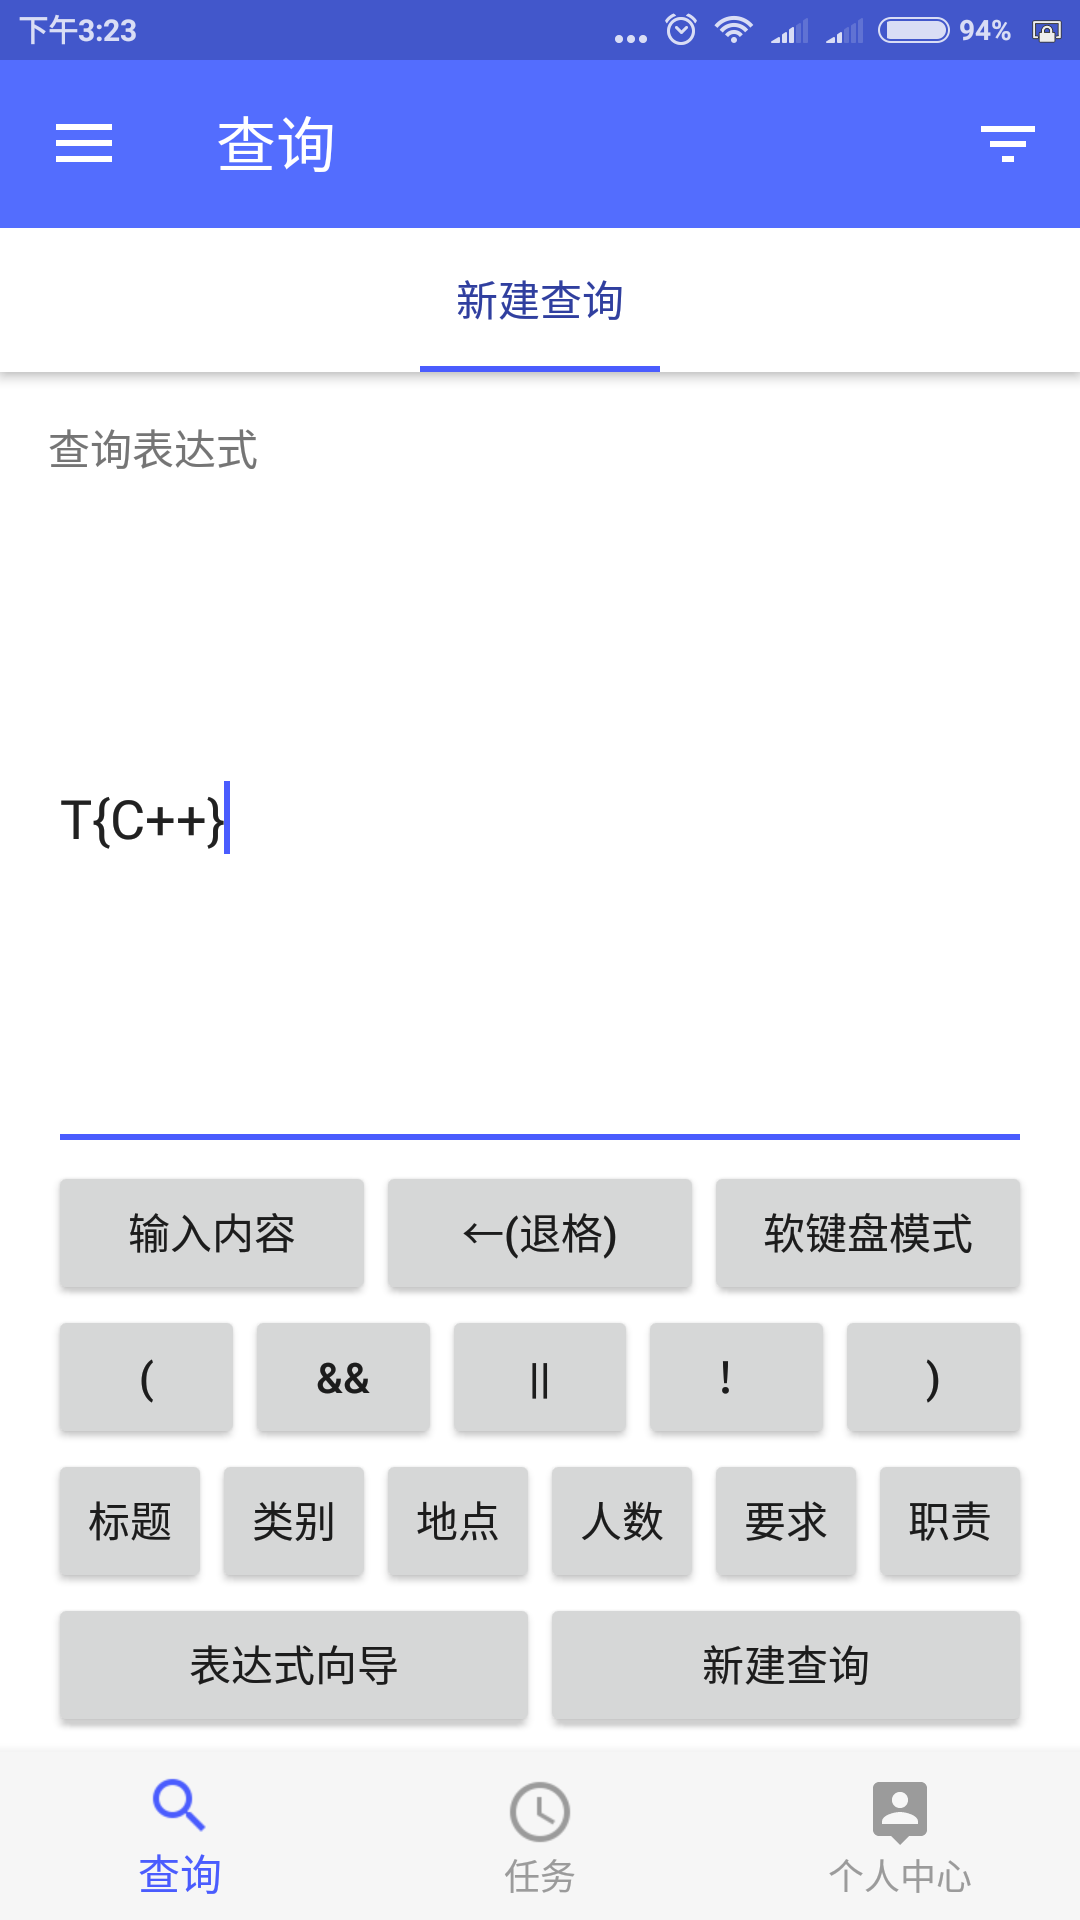 下午3:23 ... 94%
查询
新建查询
查询表达式
T{C++}
输入内容 ←(退格) 软键盘模式
( && || ! )
标题 类别 地点 人数 要求 职责
表达式向导 新建查询
查询 任务 个人中心